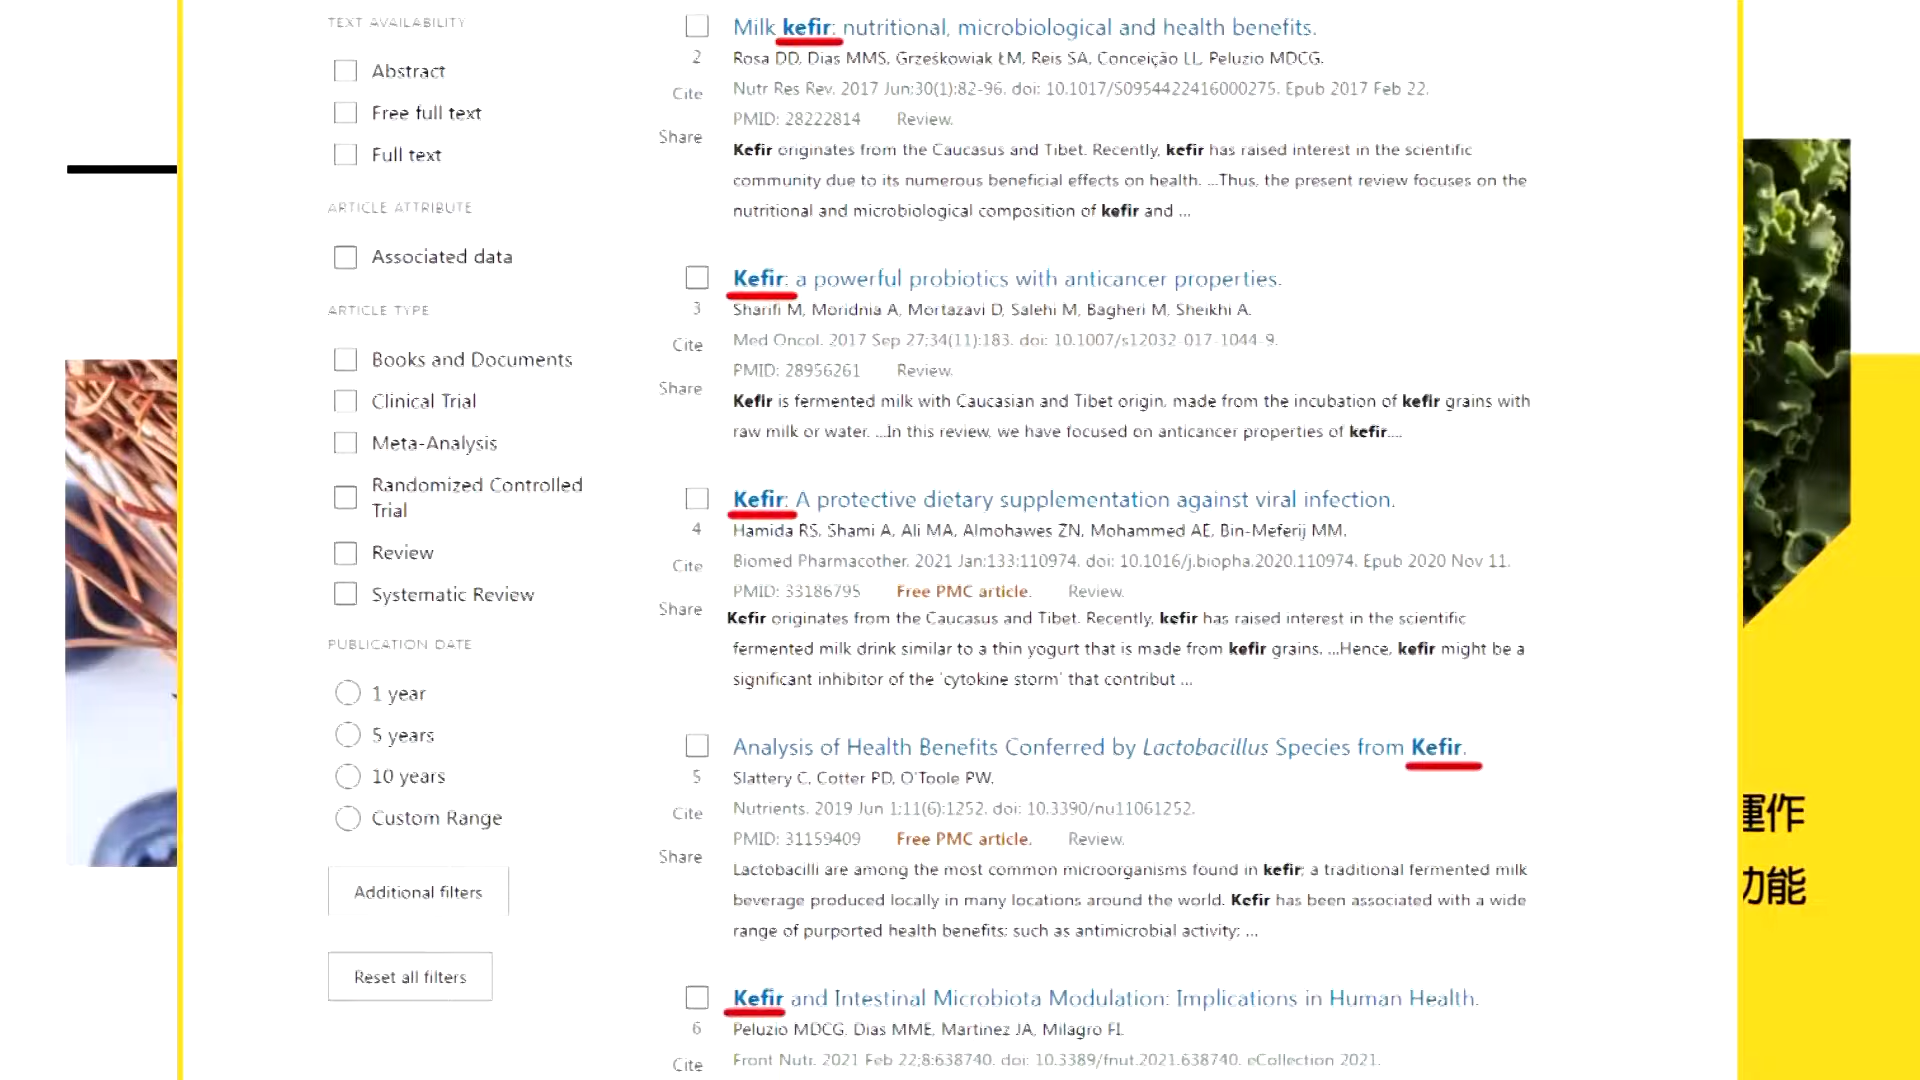 TEXT AVAILABILITY
Abstract
Free full text
Full text
ARTICLE ATTRIBUTE
Associated data
ARTICLE TYPE
Books and Documents
Clinical Trial
Meta-Analysis
Randomized Controlled
Trial
Review
Systematic Review
PUBLICATION DATE
1 year
5 years
10 years
Custom Range
Additional filters
Reset all filters
Milk kefir: nutritional, microbiological and health benefits.
2
Rosa DD, Dias MMS, Grześkowiak ŁM, Reis SA, Conceição LL, Peluzio MDCG.
Cite
Nutr Res Rev. 2017 Jun;30(1):82-96. doi: 10.1017/S0954422416000275. Epub 2017 Feb 22.
PMID: 28222814 Review.
Share
Kefir originates from the Caucasus and Tibet. Recently, kefir has raised interest in the scientific
community due to its numerous beneficial effects on health. ...Thus, the present review focuses on the
nutritional and microbiological composition of kefir and ...
Kefir: a powerful probiotics with anticancer properties.
3
Sharifi M, Moridnia A, Mortazavi D, Salehi M, Bagheri M, Sheikhi A.
Cite
Med Oncol. 2017 Sep 27;34(11):183. doi: 10.1007/s12032-017-1044-9.
PMID: 28956261 Review.
Share
Kefir is fermented milk with Caucasian and Tibet origin, made from the incubation of kefir grains with
raw milk or water. ...In this review, we have focused on anticancer properties of kefir....
Kefir: A protective dietary supplementation against viral infection.
4
Hamida RS, Shami A, Ali MA, Almohawes ZN, Mohammed AE, Bin-Meferij MM.
Cite
Biomed Pharmacother. 2021 Jan;133:110974. doi: 10.1016/j.biopha.2020.110974. Epub 2020 Nov 11.
PMID: 33186795 Free PMC article. Review.
Share
Kefir originates from the Caucasus and Tibet. Recently, kefir has raised interest in the scientific
fermented milk drink similar to a thin yogurt that is made from kefir grains. ...Hence, kefir might be a
significant inhibitor of the 'cytokine storm' that contribut ...
Analysis of Health Benefits Conferred by Lactobacillus Species from Kefir.
5
Slattery C, Cotter PD, O'Toole PW.
Cite
Nutrients. 2019 Jun 1;11(6):1252. doi: 10.3390/nu11061252.
PMID: 31159409 Free PMC article. Review.
Share
Lactobacilli are among the most common microorganisms found in kefir; a traditional fermented milk
beverage produced locally in many locations around the world. Kefir has been associated with a wide
range of purported health benefits; such as antimicrobial activity; ...
Kefir and Intestinal Microbiota Modulation: Implications in Human Health.
6
Peluzio MDCG, Dias MME, Martinez JA, Milagro FI.
Cite
Front Nutr. 2021 Feb 22;8:638740. doi: 10.3389/fnut.2021.638740. eCollection 2021.
運作
功能